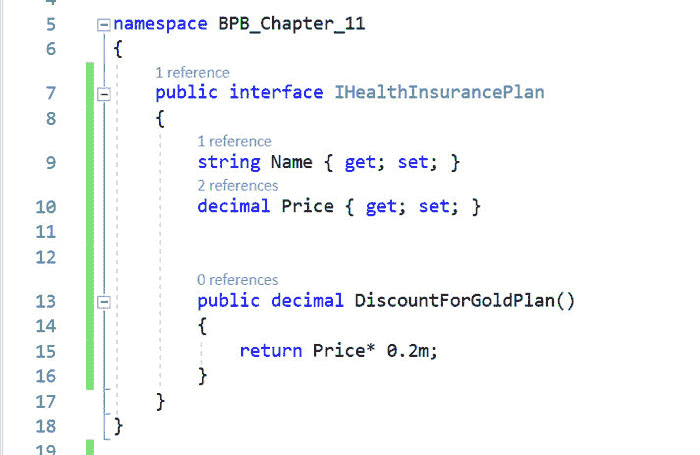 5 namespace BPB_Chapter_11
6 {
1 reference
7 public interface IHealthInsurancePlan
8 {
1 reference
9 string Name { get; set; }
2 references
10 decimal Price { get; set; }
11
12
0 references
13 public decimal DiscountForGoldPlan()
14 {
15 return Price* 0.2m;
16 }
17 }
18 }
19